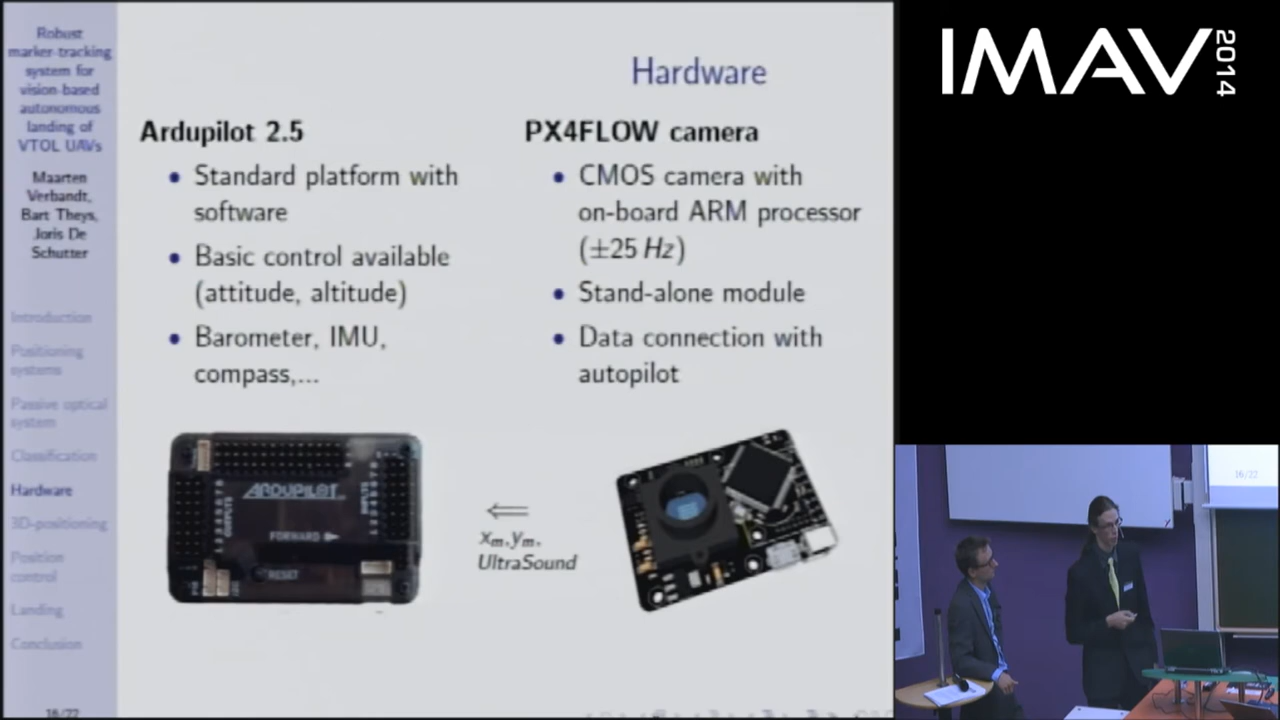 Robust
marker-tracking
system for
vision-based
autonomous
landing of
VTOL UAVs
Maarten
Verbandt,
Bart Theys,
Joris De
Schutter
Introduction
Positioning
systems
Passive optical
system
Classification
Hardware
3D-positioning
Position
control
Landing
Conclusion
16/22
Hardware
Ardupilot 2.5
• Standard platform with
software
• Basic control available
(attitude, altitude)
• Barometer, IMU,
compass,...
PX4FLOW camera
• CMOS camera with
on-board ARM processor
(±25 Hz)
• Stand-alone module
• Data connection with
autopilot
ARDUPILOT
OUTPUTS
INPUTS
FORWARD
RESET
⇐
xm, ym,
UltraSound
IMAV 2014
16/22